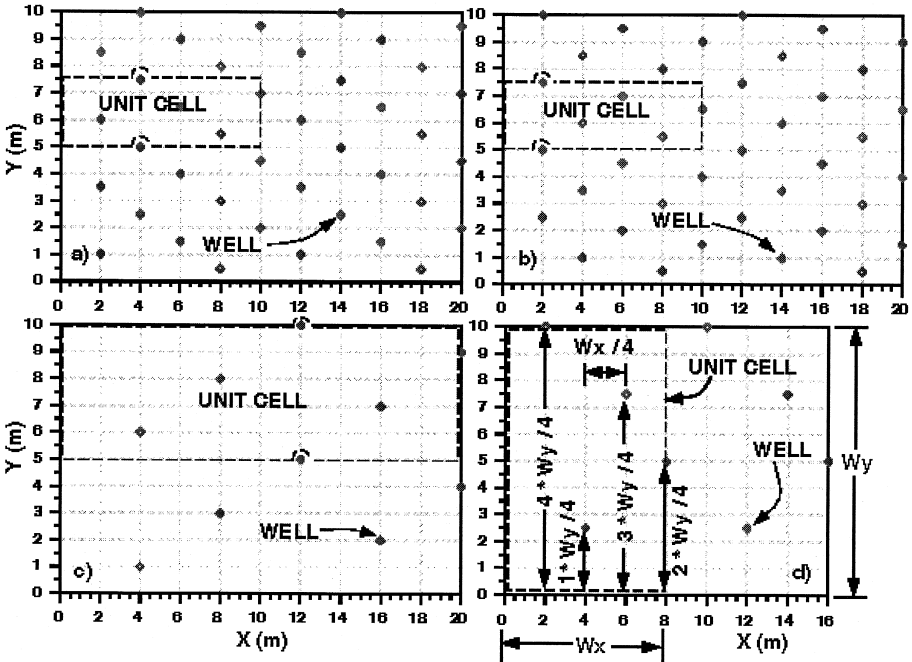 10
9
8
7
6
5
4
3
2
1
0
Y (m)
UNIT CELL
WELL
a)
0 2 4 6 8 10 12 14 16 18 20
10
9
8
7
6
5
4
3
2
1
0
UNIT CELL
WELL
b)
0 2 4 6 8 10 12 14 16 18 20
10
9
8
7
6
5
4
3
2
1
0
Y (m)
UNIT CELL
WELL
c)
0 2 4 6 8 10 12 14 16 18 20
X (m)
10
9
8
7
6
5
4
3
2
1
0
Wx / 4
UNIT CELL
4 * Wy / 4
1 * Wy / 4
3 * Wy / 4
2 * Wy / 4
WELL
Wy
d)
0 2 4 6 8 10 12 14 16
Wx
X (m)